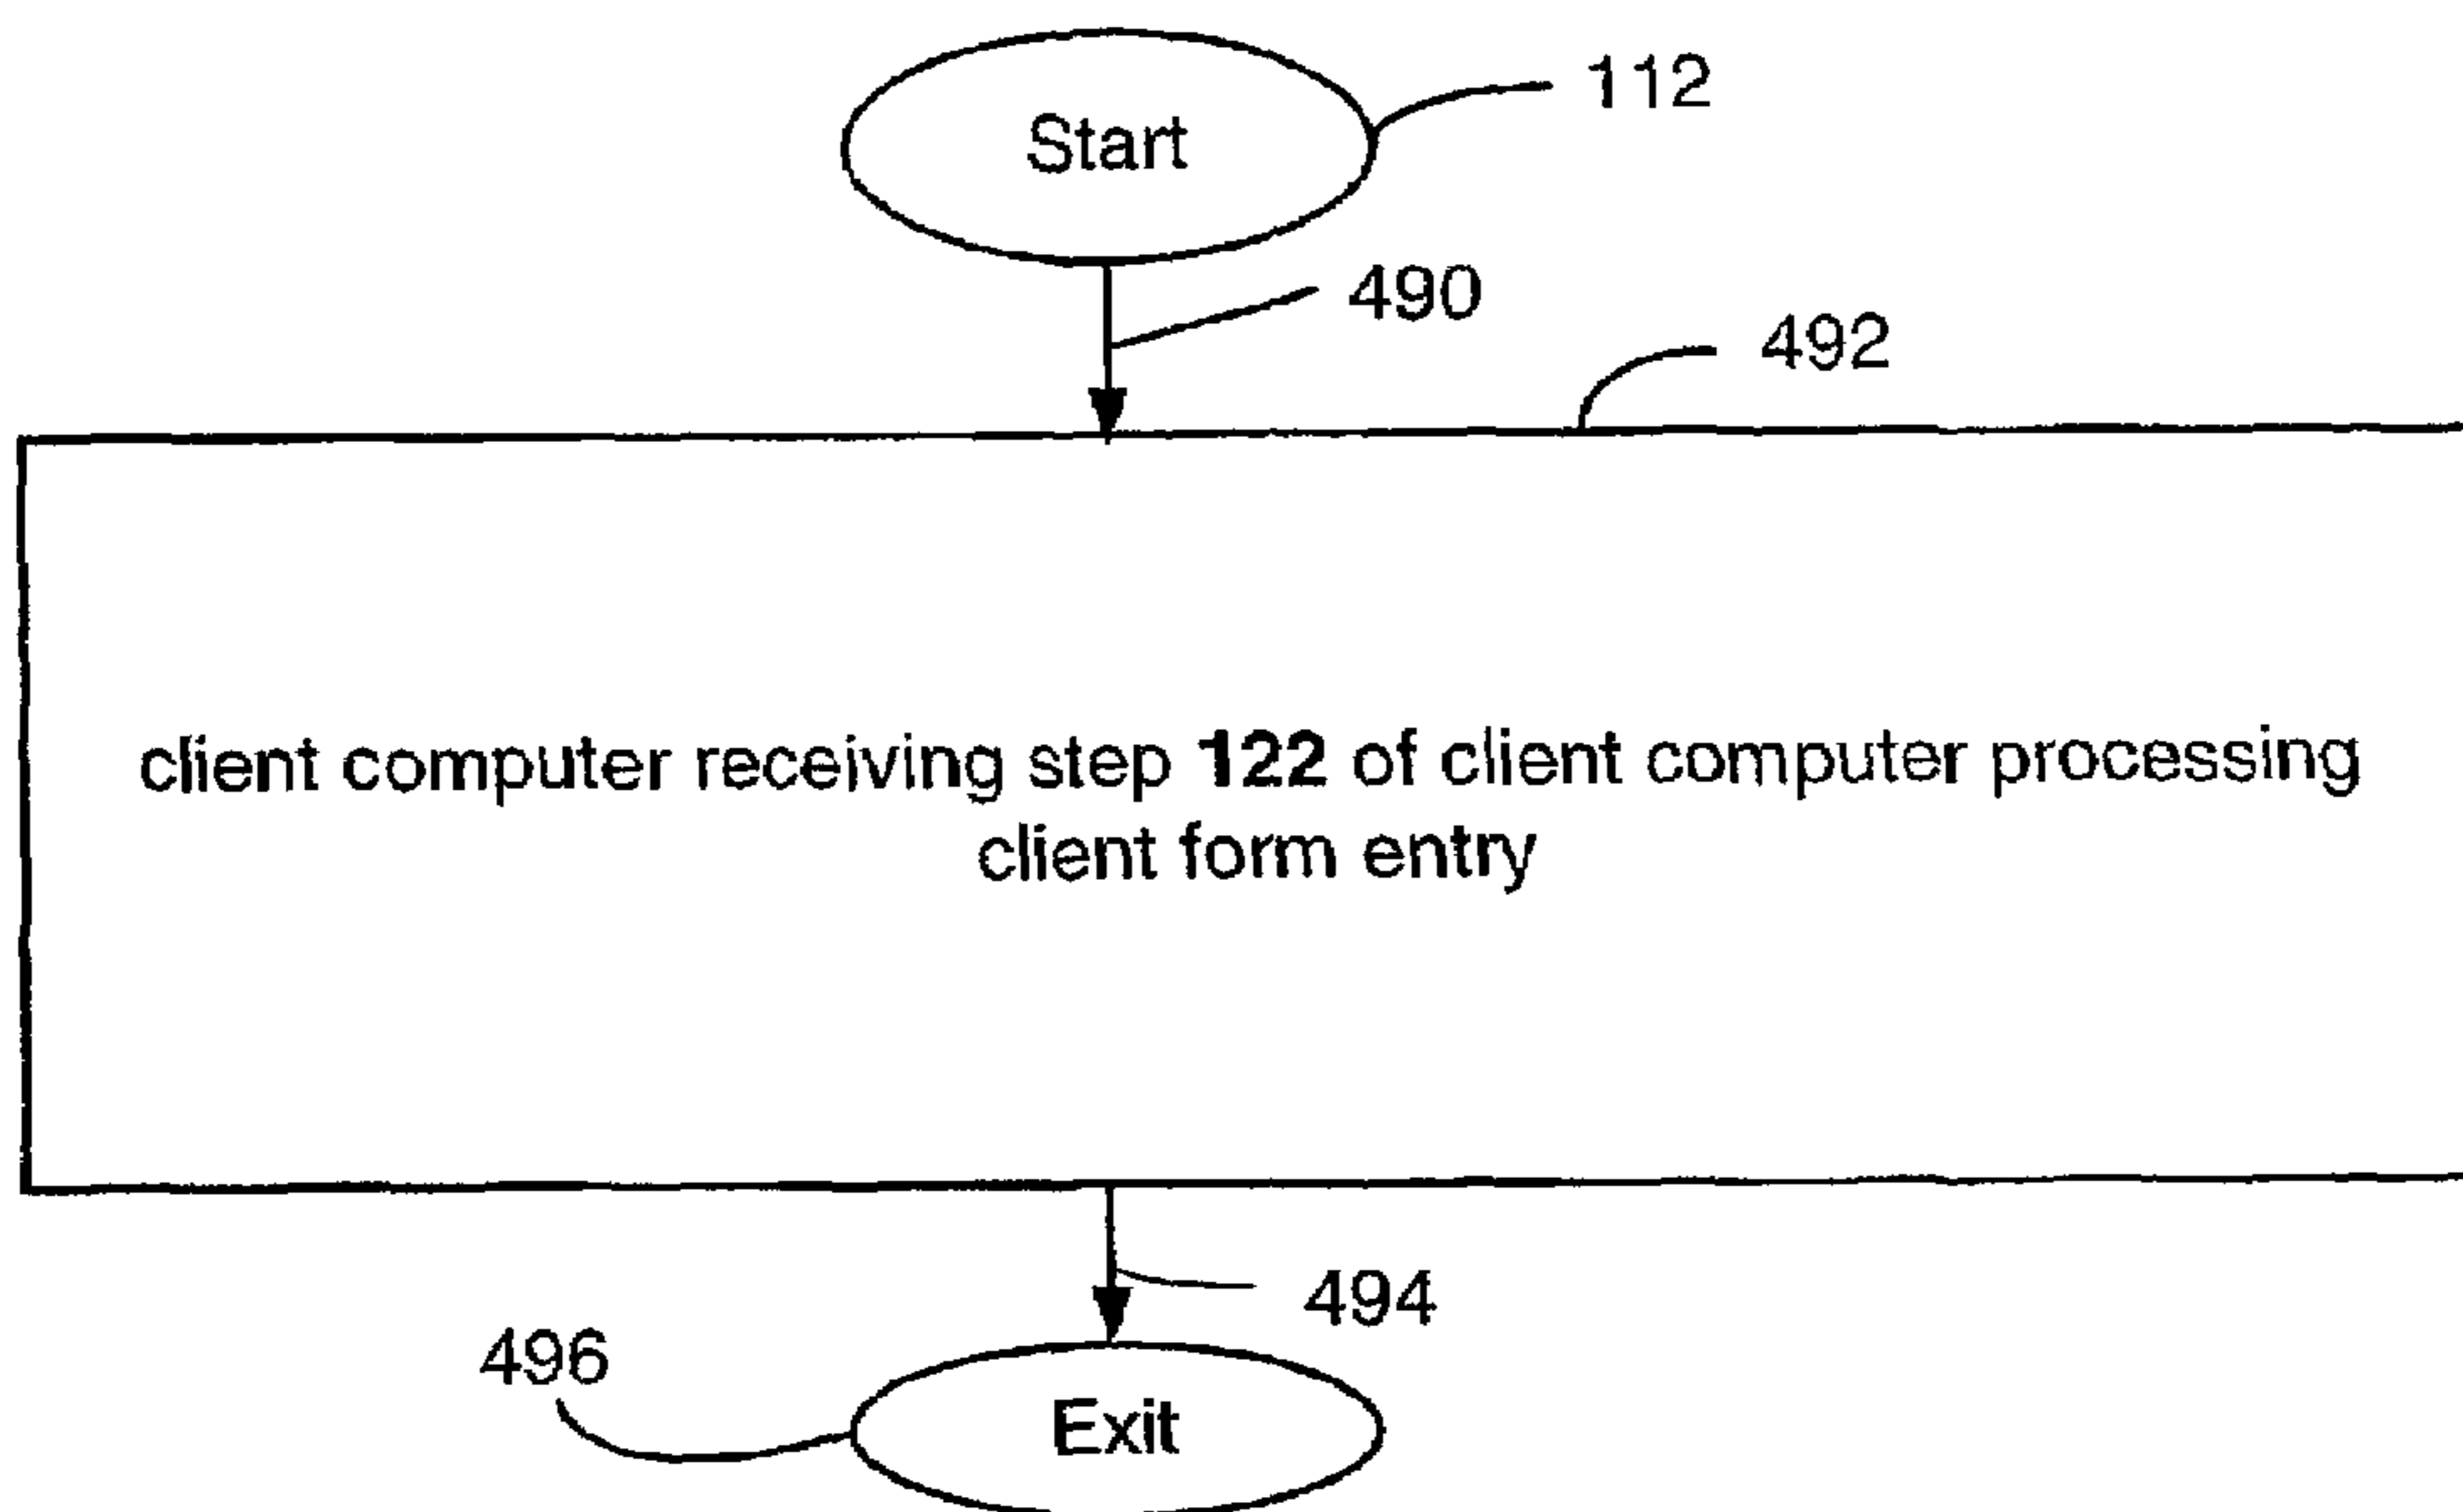 Start
112
490
492
client computer receiving step 122 of client computer processing
client form entry
494
496
Exit